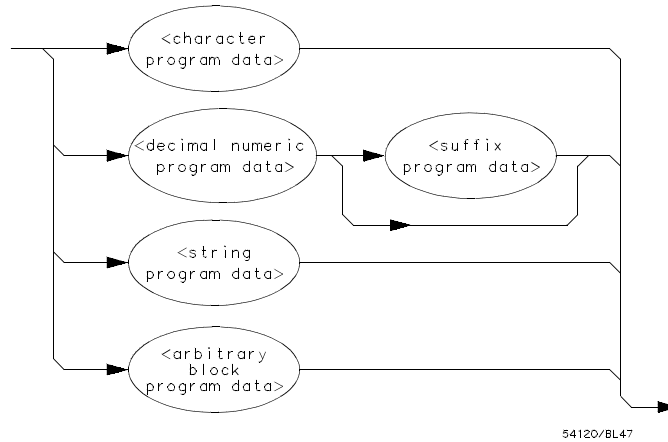 <character
program data>
<decimal numeric
program data>
<suffix
program data>
<string
program data>
<arbitrary
block
program data>
54120/BL47